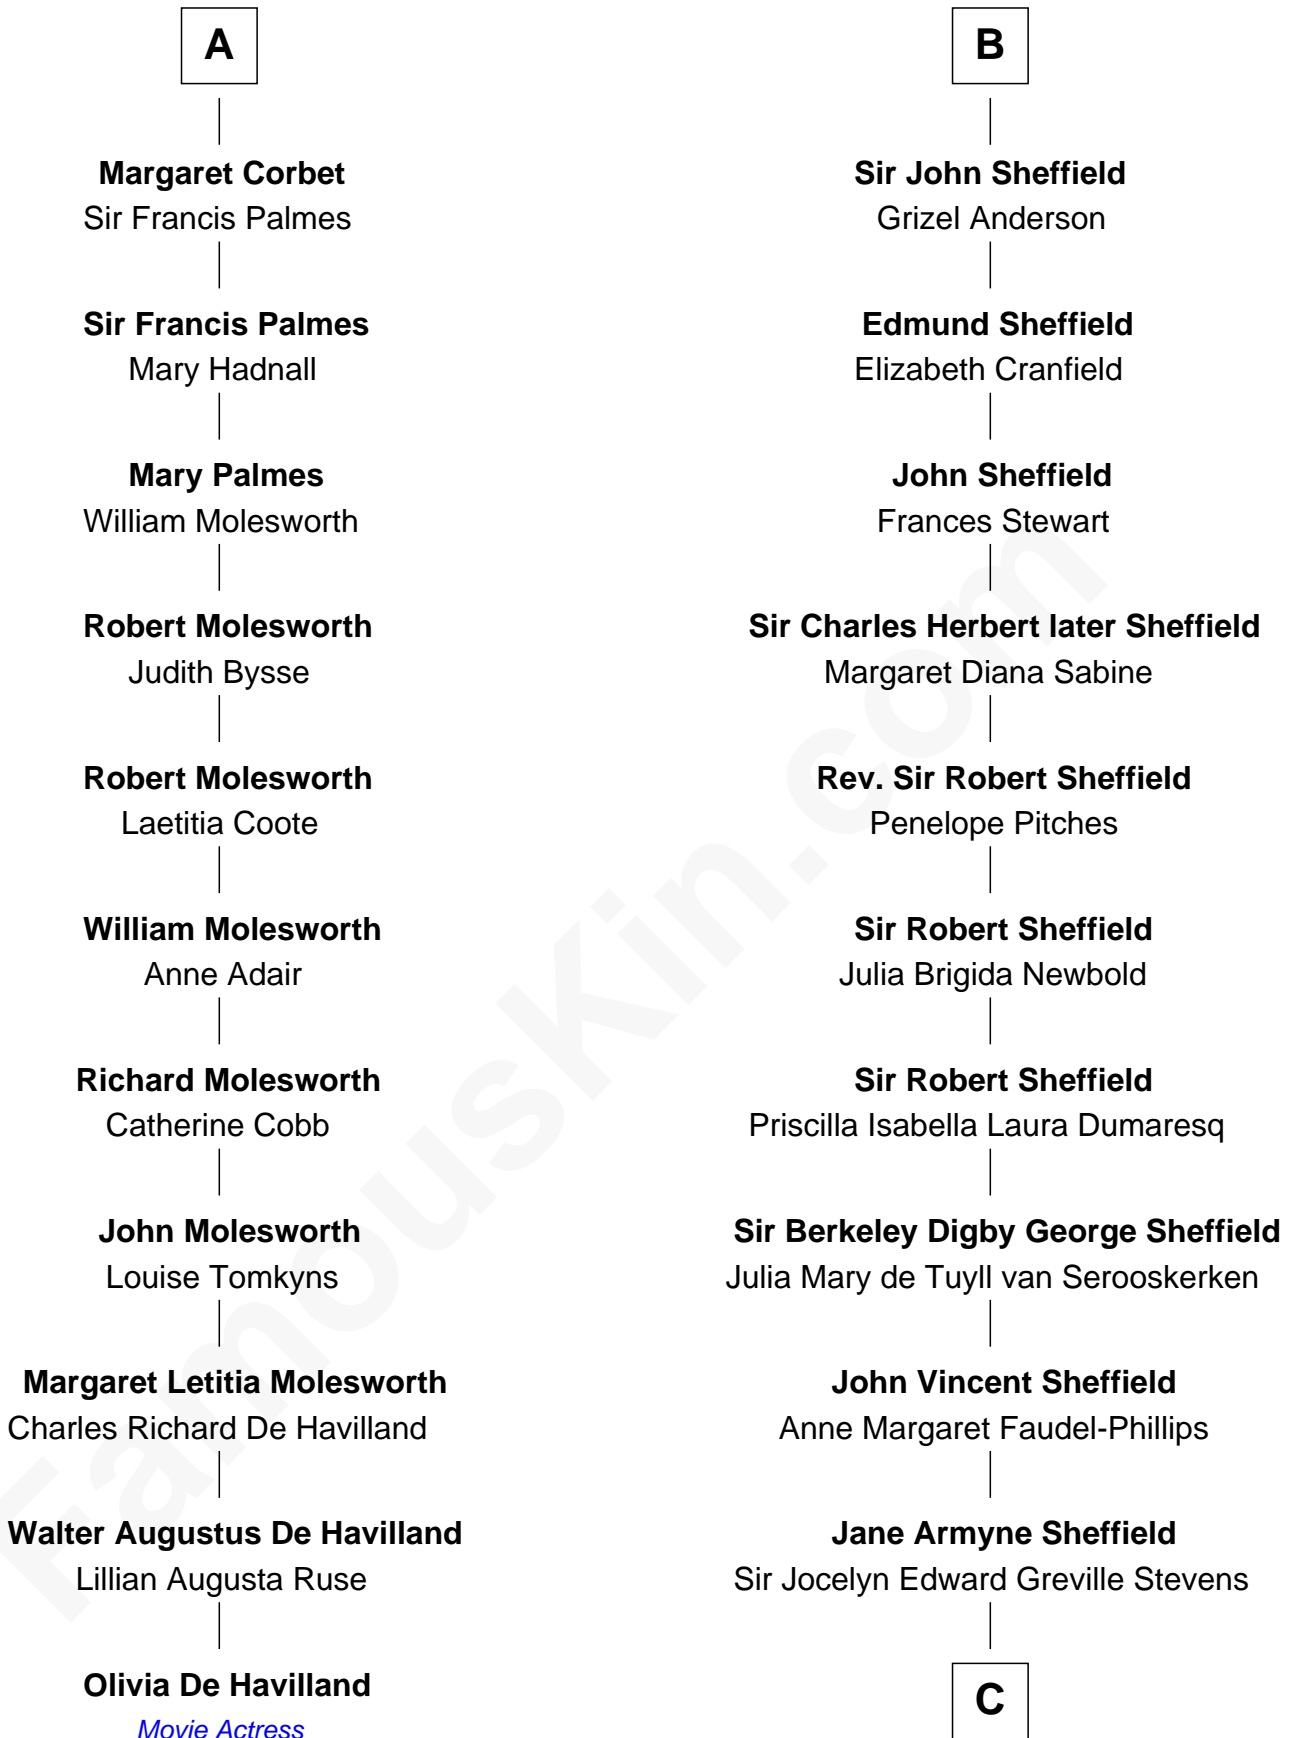 A
Margaret Corbet
Sir Francis Palmes
Sir Francis Palmes
Mary Hadnall
Mary Palmes
William Molesworth
Robert Molesworth
Judith Bysse
Robert Molesworth
Laetitia Coote
William Molesworth
Anne Adair
Richard Molesworth
Catherine Cobb
John Molesworth
Louise Tomkyns
Margaret Letitia Molesworth
Charles Richard De Havilland
Walter Augustus De Havilland
Lillian Augusta Ruse
Olivia De Havilland
Movie Actress
B
Sir John Sheffield
Grizel Anderson
Edmund Sheffield
Elizabeth Cranfield
John Sheffield
Frances Stewart
Sir Charles Herbert later Sheffield
Margaret Diana Sabine
Rev. Sir Robert Sheffield
Penelope Pitches
Sir Robert Sheffield
Julia Brigida Newbold
Sir Robert Sheffield
Priscilla Isabella Laura Dumaresq
Sir Berkeley Digby George Sheffield
Julia Mary de Tuyll van Serooskerken
John Vincent Sheffield
Anne Margaret Faudel-Phillips
Jane Armyne Sheffield
Sir Jocelyn Edward Greville Stevens
C
FamousKin.com